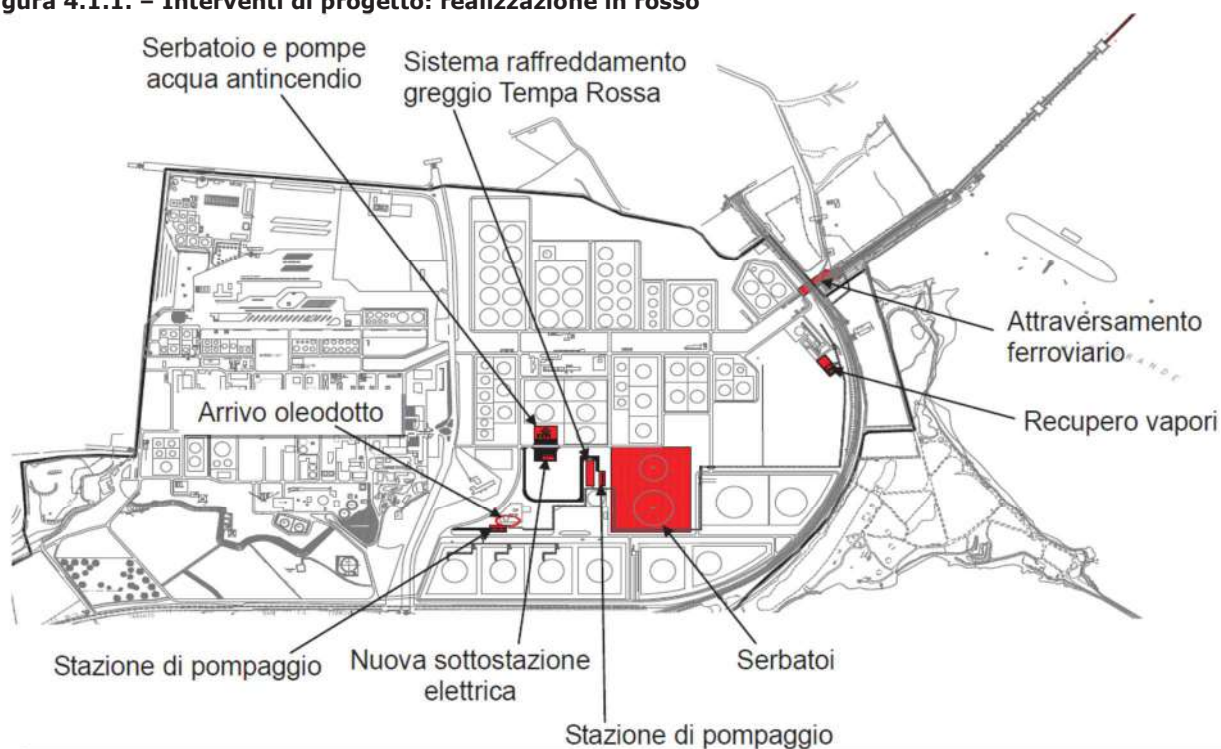 gura 4.1.1. – Interventi di progetto: realizzazione in rosso
Serbatoio e pompe
acqua antincendio
Sistema raffreddamento
greggio Tempa Rossa
Attraversamento
ferroviario
Recupero vapori
Arrivo oleodotto
Stazione di pompaggio
Nuova sottostazione
elettrica
Serbatoi
Stazione di pompaggio